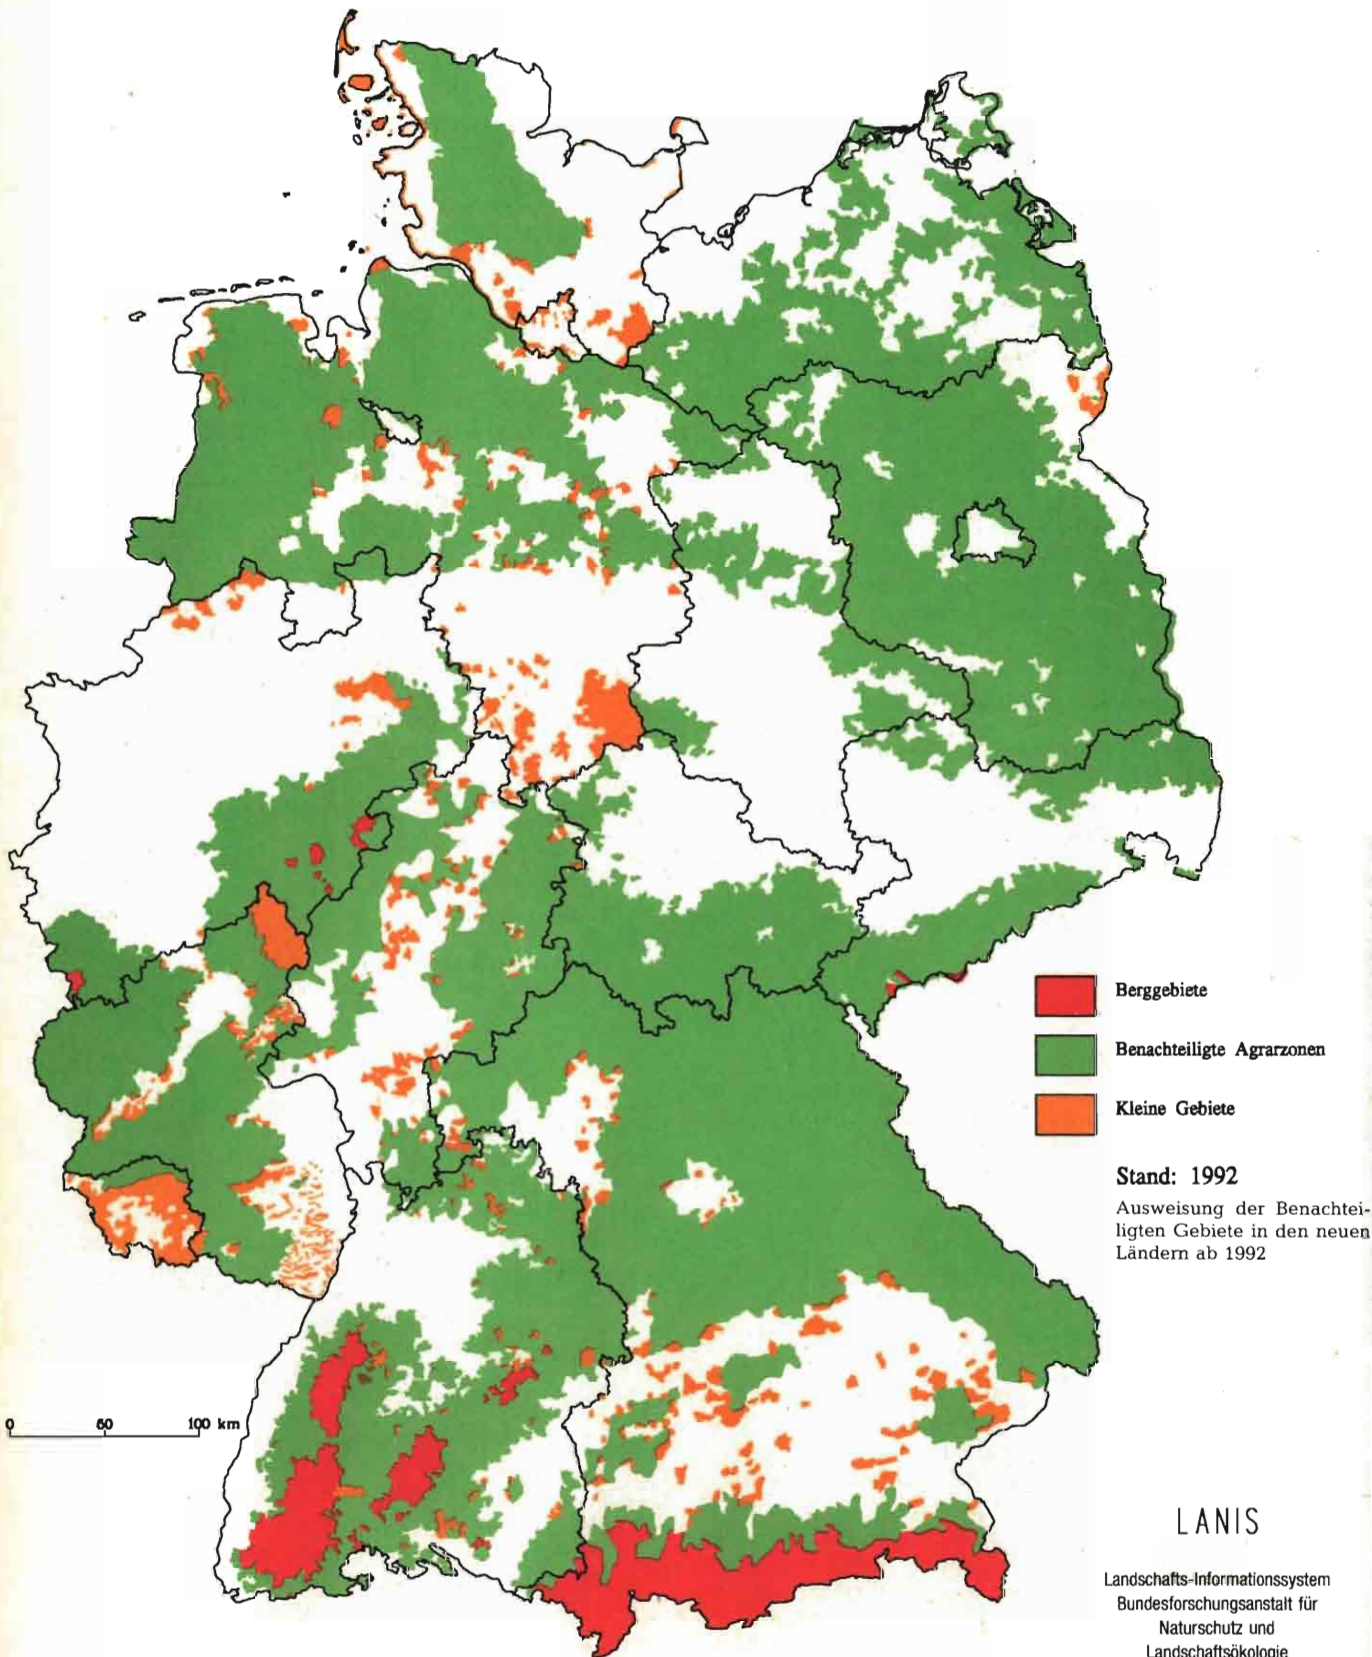 Berggebiete
Benachteiligte Agrarzonen
Kleine Gebiete
Stand: 1992
Ausweisung der Benachtei-
ligten Gebiete in den neuen
Ländern ab 1992
0 50 100 km
LANIS
Landschafts-Informationssystem
Bundesforschungsanstalt für
Naturschutz und
Landschaftsökologie